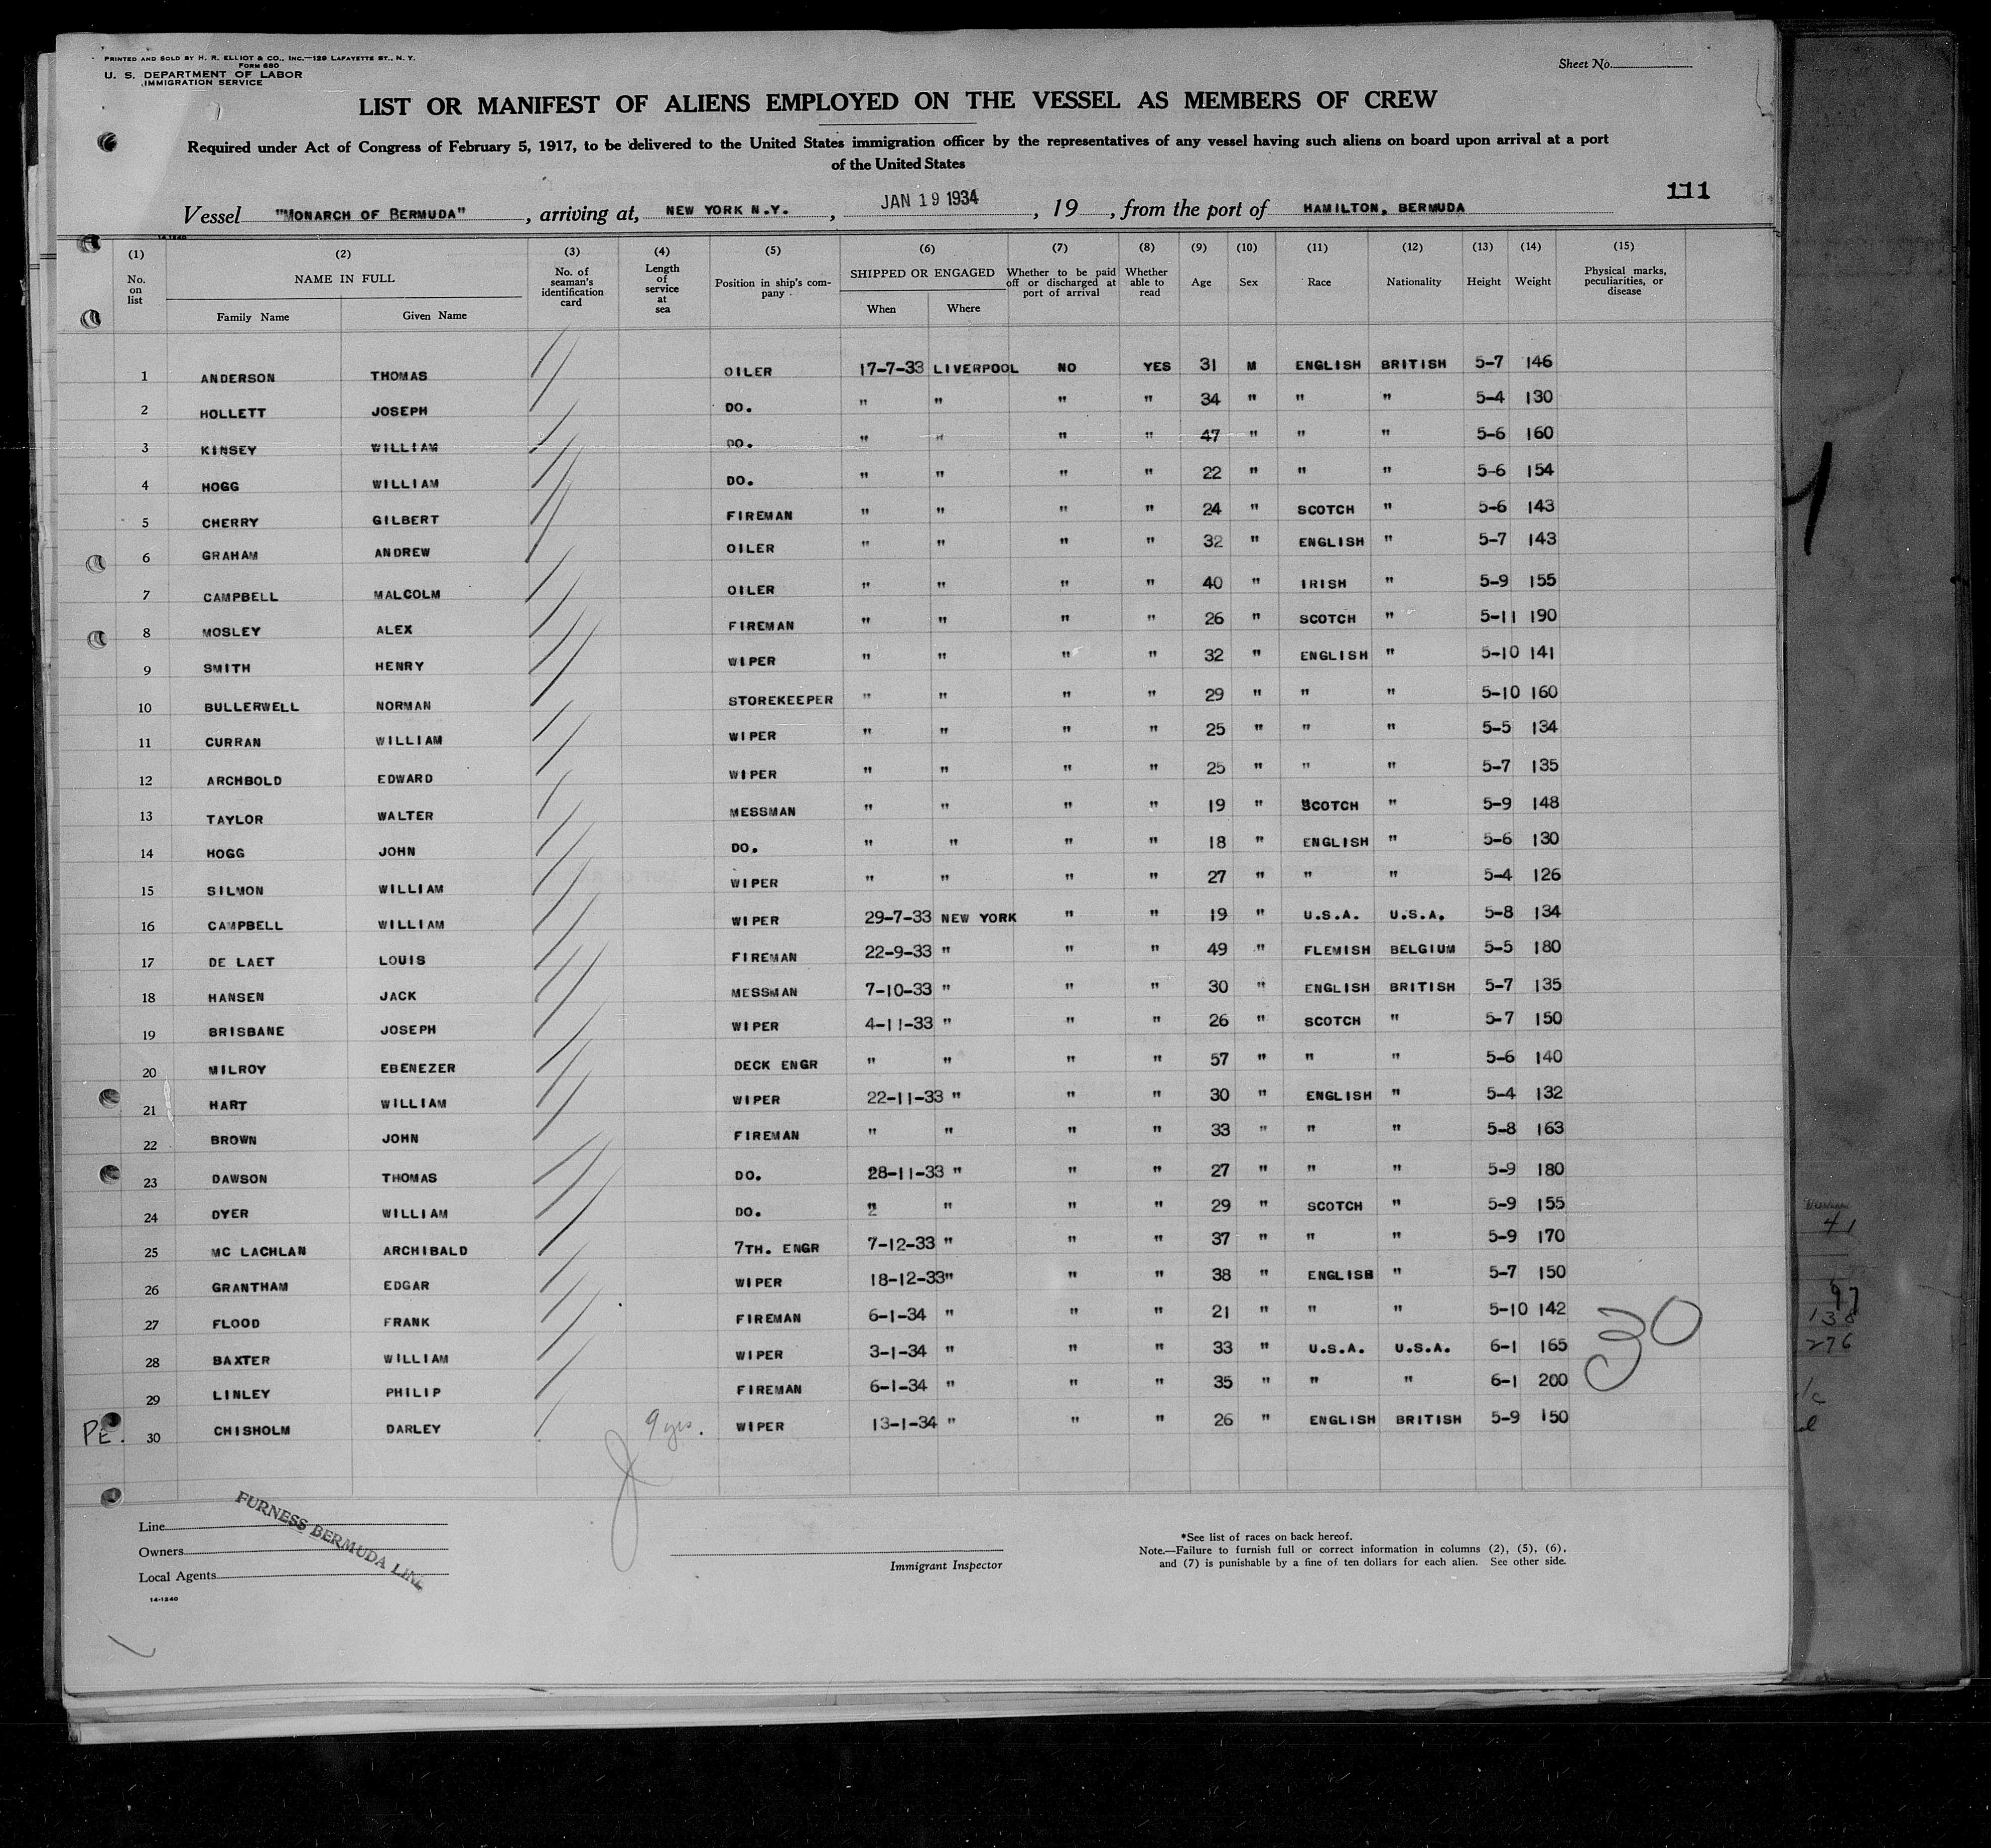 PRINTED AND SOLD BY H. R. ELLIOT & CO., INC.—129 LAFAYETTE ST., N. Y.
FORM 680
U. S. DEPARTMENT OF LABOR
IMMIGRATION SERVICE
Sheet No.
LIST OR MANIFEST OF ALIENS EMPLOYED ON THE VESSEL AS MEMBERS OF CREW
Required under Act of Congress of February 5, 1917, to be delivered to the United States immigration officer by the representatives of any vessel having such aliens on board upon arrival at a port
of the United States
111
Vessel "MONARCH OF BERMUDA", arriving at, NEW YORK N.Y., JAN 19 1934, 19, from the port of HAMILTON, BERMUDA
14-1240
(1) (2) (3) (4) (5) (6) (7) (8) (9) (10) (11) (12) (13) (14) (15)
No. on list NAME IN FULL Family Name Given Name No. of seaman's identification card Length of service at sea Position in ship's company SHIPPED OR ENGAGED When Where Whether to be paid off or discharged at port of arrival Whether able to read Age Sex Race Nationality Height Weight Physical marks, peculiarities, or disease
1 ANDERSON THOMAS OILER 17-7-33 LIVERPOOL NO YES 31 M ENGLISH BRITISH 5-7 146
2 HOLLETT JOSEPH DO. " " " " 34 " " " 5-4 130
3 KINSEY WILLIAM DO. " " " " 47 " " " 5-6 160
4 HOGG WILLIAM DO. " " " " 22 " " " 5-6 154
5 CHERRY GILBERT FIREMAN " " " " 24 " SCOTCH " 5-6 143
6 GRAHAM ANDREW OILER " " " " 32 " ENGLISH " 5-7 143
7 CAMPBELL MALCOLM OILER " " " " 40 " IRISH " 5-9 155
8 MOSLEY ALEX FIREMAN " " " " 26 " SCOTCH " 5-11 190
9 SMITH HENRY WIPER " " " " 32 " ENGLISH " 5-10 141
10 BULLERWELL NORMAN STOREKEEPER " " " " 29 " " " 5-10 160
11 CURRAN WILLIAM WIPER " " " " 25 " " " 5-5 134
12 ARCHBOLD EDWARD WIPER " " " " 25 " " " 5-7 135
13 TAYLOR WALTER MESSMAN " " " " 19 " SCOTCH " 5-9 148
14 HOGG JOHN DO. " " " " 18 " ENGLISH " 5-6 130
15 SILMON WILLIAM WIPER " " " " 27 " " " 5-4 126
16 CAMPBELL WILLIAM WIPER 29-7-33 NEW YORK " " 19 " U.S.A. U.S.A. 5-8 134
17 DE LAET LOUIS FIREMAN 22-9-33 " " " 49 " FLEMISH BELGIUM 5-5 180
18 HANSEN JACK MESSMAN 7-10-33 " " " 30 " ENGLISH BRITISH 5-7 135
19 BRISBANE JOSEPH WIPER 4-11-33 " " " 26 " SCOTCH " 5-7 150
20 MILROY EBENEZER DECK ENGR " " " " 57 " " " 5-6 140
21 HART WILLIAM WIPER 22-11-33 " " " 30 " ENGLISH " 5-4 132
22 BROWN JOHN FIREMAN " " " " 33 " " " 5-8 163
23 DAWSON THOMAS DO. 28-11-33 " " " 27 " " " 5-9 180
24 DYER WILLIAM DO. " " " " 29 " SCOTCH " 5-9 155
25 MC LACHLAN ARCHIBALD 7TH. ENGR 7-12-33 " " " 37 " " " 5-9 170
26 GRANTHAM EDGAR WIPER 18-12-33 " " " 38 " ENGLISB " 5-7 150
27 FLOOD FRANK FIREMAN 6-1-34 " " " 21 " " " 5-10 142
28 BAXTER WILLIAM WIPER 3-1-34 " " " 33 " U.S.A. U.S.A. 6-1 165
29 LINLEY PHILIP FIREMAN 6-1-34 " " " 35 " " " 6-1 200
PE. 30 CHISHOLM DARLEY 9 yrs. WIPER 13-1-34 " " " 26 " ENGLISH BRITISH 5-9 150
30
41
97
138
276
Line
Owners
Local Agents
FURNESS BERMUDA LINE
14-1240
Immigrant Inspector
*See list of races on back hereof.
Note.—Failure to furnish full or correct information in columns (2), (5), (6),
and (7) is punishable by a fine of ten dollars for each alien. See other side.